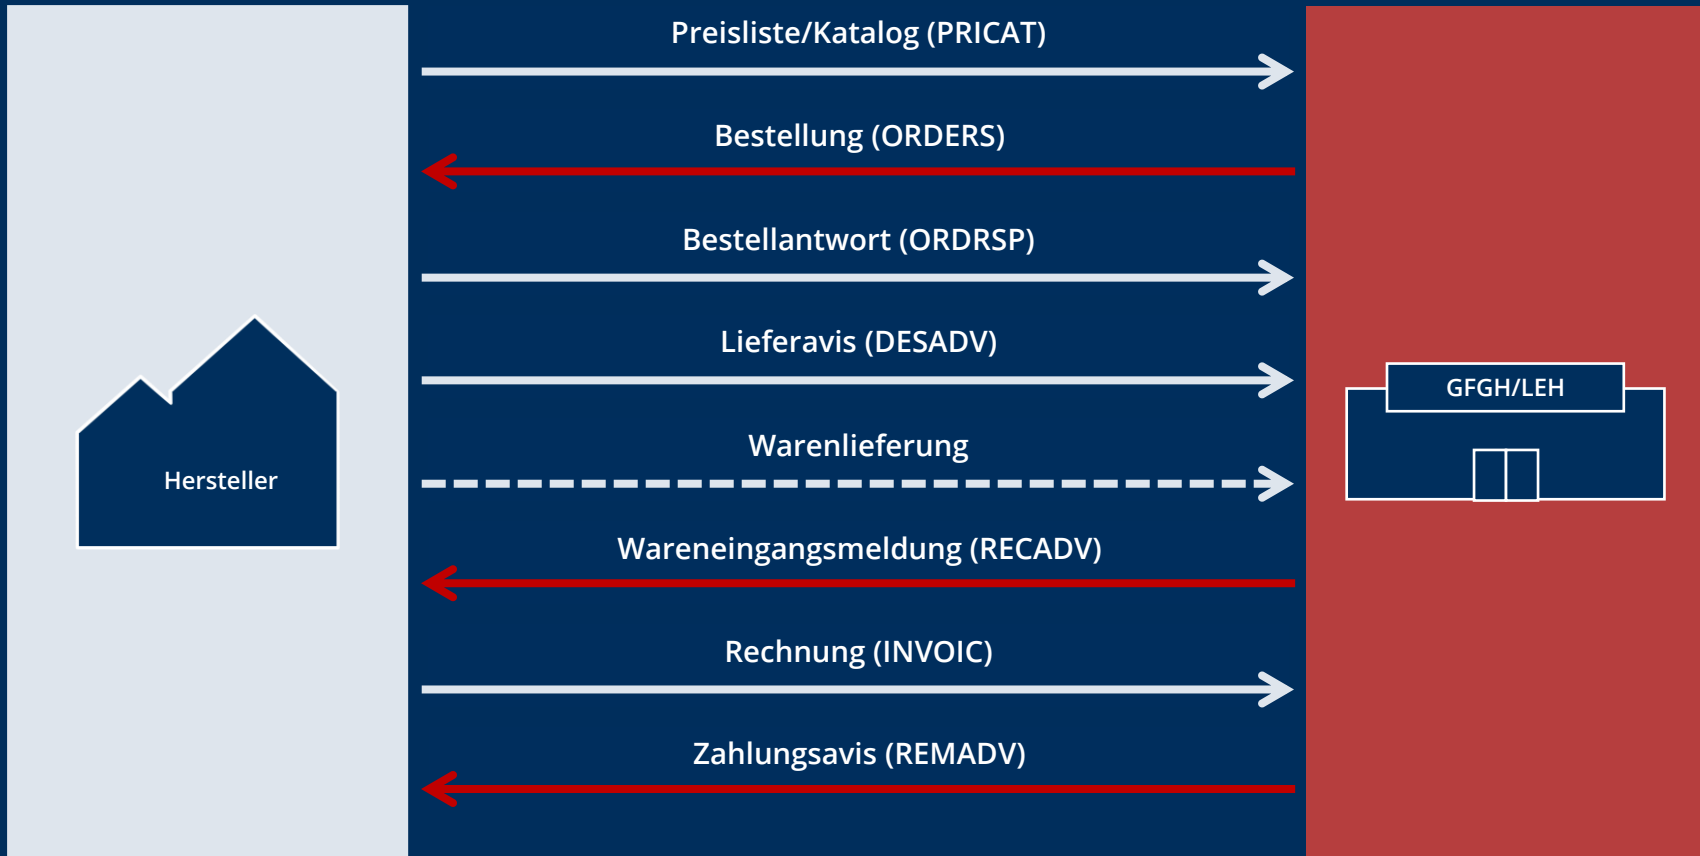 Preisliste/Katalog (PRICAT)
Bestellung (ORDERS)
Bestellantwort (ORDRSP)
Lieferavis (DESADV)
GFGH/LEH
Warenlieferung
Hersteller
Wareneingangsmeldung (RECADV)
Rechnung (INVOIC)
Zahlungsavis (REMADV)